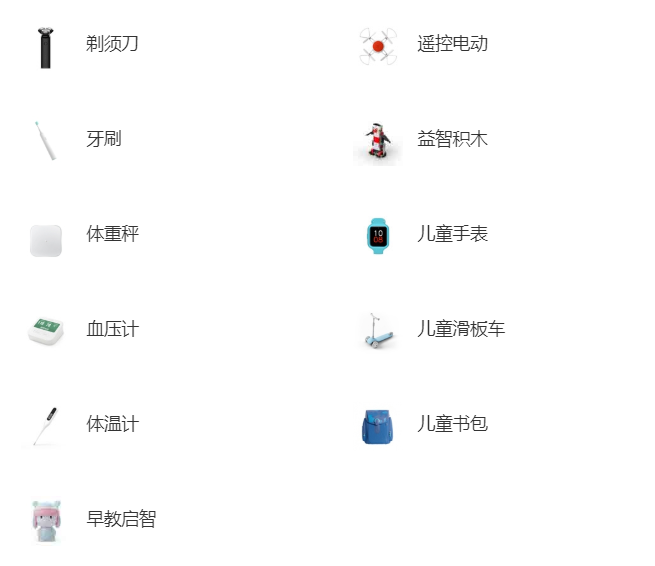 剃须刀
牙刷
体重秤
血压计
体温计
早教启智
遥控电动
益智积木
儿童手表
儿童滑板车
儿童书包